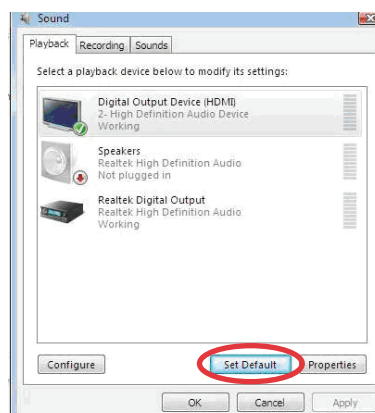 Sound
Playback Recording Sounds
Select a playback device below to modify its settings:
Digital Output Device (HDMI)
2- High Definition Audio Device
Working
Speakers
Realtek High Definition Audio
Not plugged in
Realtek Digital Output
Realtek High Definition Audio
Working
Configure Set Default Properties
OK Cancel Apply